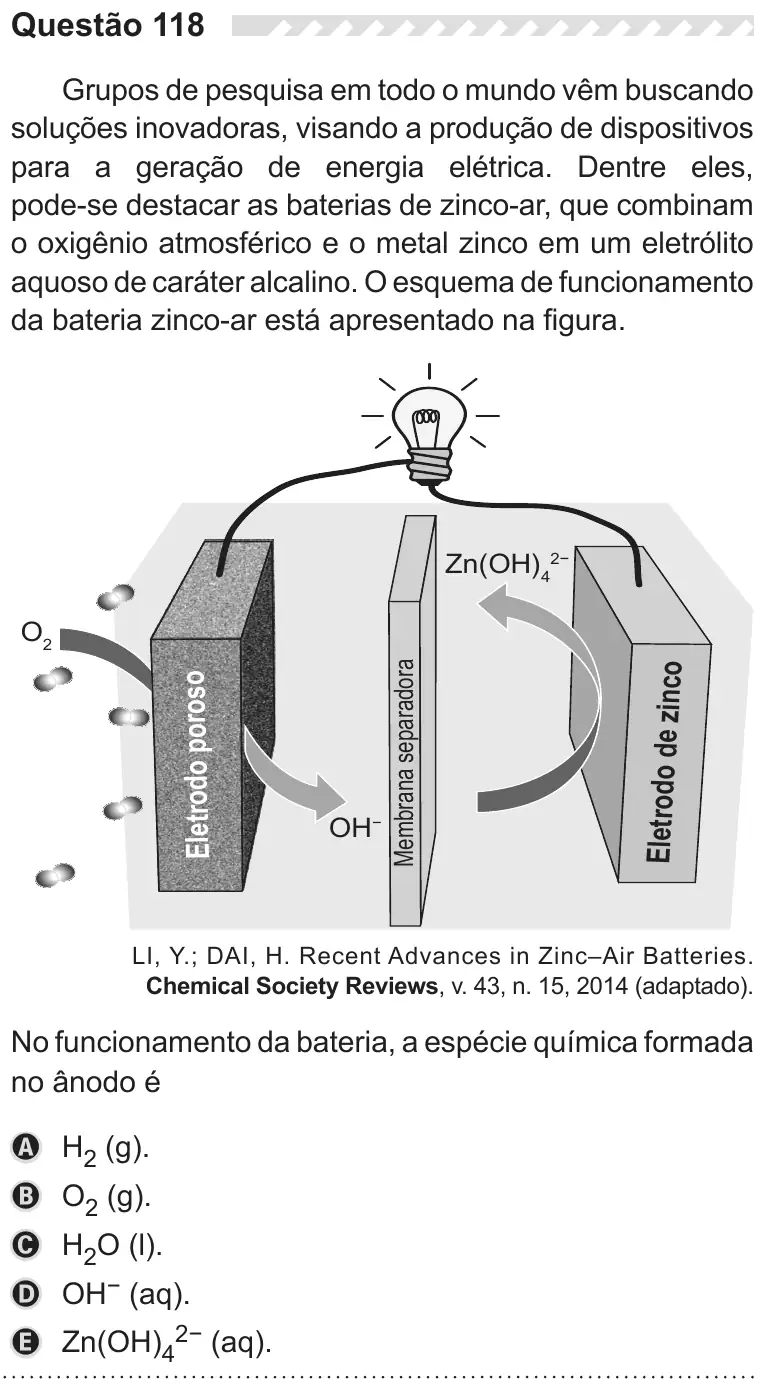 Questão 118
Grupos de pesquisa em todo o mundo vêm buscando
soluções inovadoras, visando a produção de dispositivos
para a geração de energia elétrica. Dentre eles,
pode-se destacar as baterias de zinco-ar, que combinam
o oxigênio atmosférico e o metal zinco em um eletrólito
aquoso de caráter alcalino. O esquema de funcionamento
da bateria zinco-ar está apresentado na figura.
Zn(OH)₄²⁻
O₂
Eletrodo poroso
Membrana separadora
Eletrodo de zinco
OH⁻
LI, Y.; DAI, H. Recent Advances in Zinc–Air Batteries.
Chemical Society Reviews, v. 43, n. 15, 2014 (adaptado).
No funcionamento da bateria, a espécie química formada
no ânodo é
A H₂ (g).
B O₂ (g).
C H₂O (l).
D OH⁻ (aq).
E Zn(OH)₄²⁻ (aq).